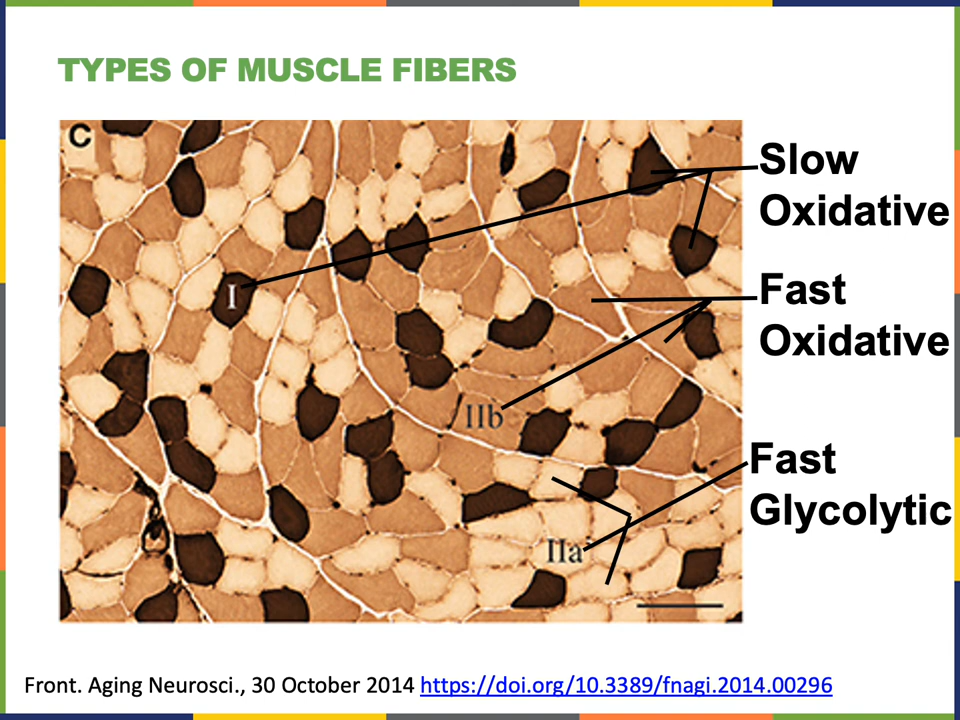 TYPES OF MUSCLE FIBERS
C
Slow
Oxidative
I
Fast
Oxidative
IIb
Fast
Glycolytic
IIa
Front. Aging Neurosci., 30 October 2014 https://doi.org/10.3389/fnagi.2014.00296